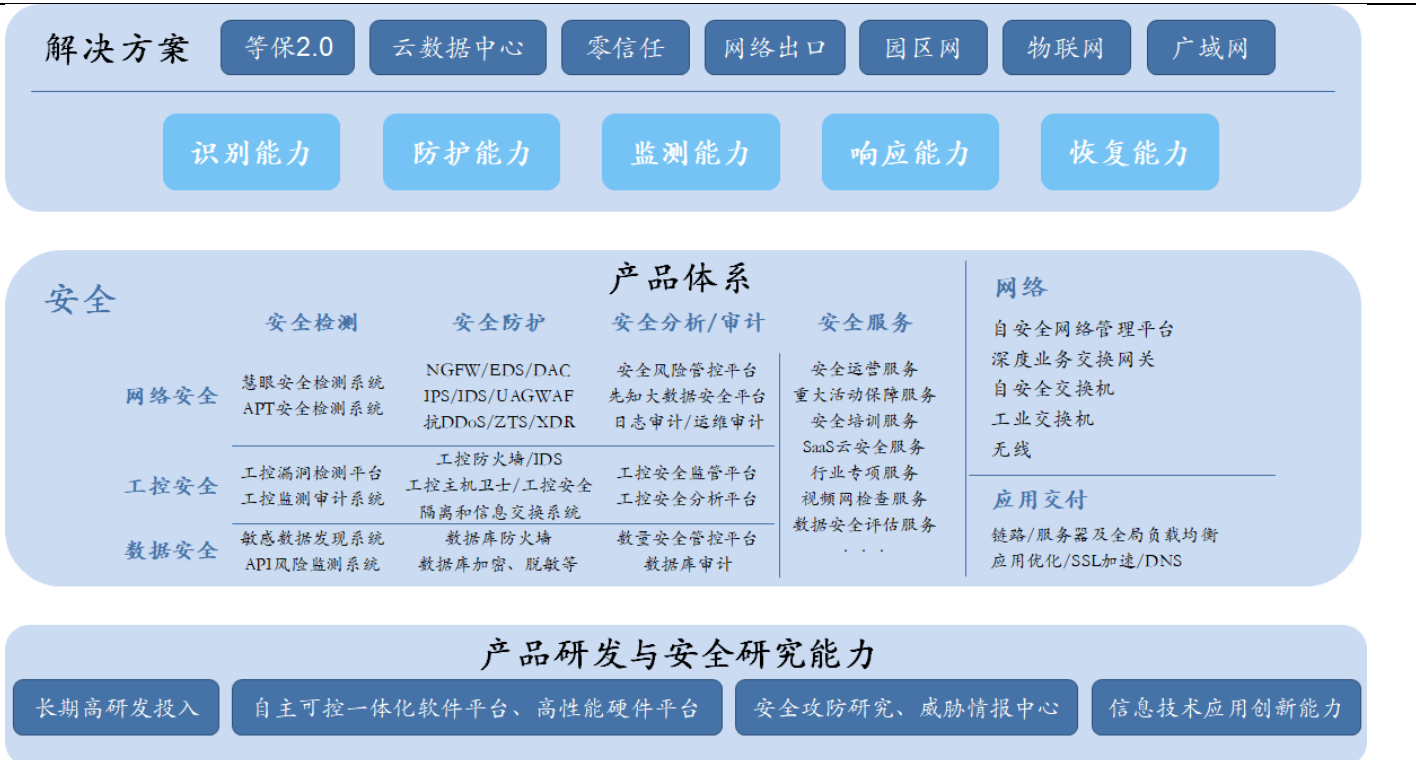 解决方案 等保2.0 云数据中心 零信任 网络出口 园区网 物联网 广域网
识别能力 防护能力 监测能力 响应能力 恢复能力
产品体系
安全
安全检测 安全防护 安全分析/审计 安全服务
网络安全
慧眼安全检测系统
APT安全检测系统
NGFW/EDS/DAC
IPS/IDS/UAGWAF
抗DDoS/ZTS/XDR
安全风险管控平台
先知大数据安全平台
日志审计/运维审计
工控安全
工控漏洞检测平台
工控监测审计系统
工控防火墙/IDS
工控主机卫士/工控安全
隔离和信息交换系统
工控安全监管平台
工控安全分析平台
数据安全
敏感数据发现系统
API风险监测系统
数据库防火墙
数据库加密、脱敏等
数量安全管控平台
数据库审计
安全运营服务
重大活动保障服务
安全培训服务
SaaS云安全服务
行业专项服务
视频网检查服务
数据安全评估服务
· · ·
网络
自安全网络管理平台
深度业务交换网关
自安全交换机
工业交换机
无线
应用交付
链路/服务器及全局负载均衡
应用优化/SSL加速/DNS
产品研发与安全研究能力
长期高研发投入 自主可控一体化软件平台、高性能硬件平台 安全攻防研究、威胁情报中心 信息技术应用创新能力